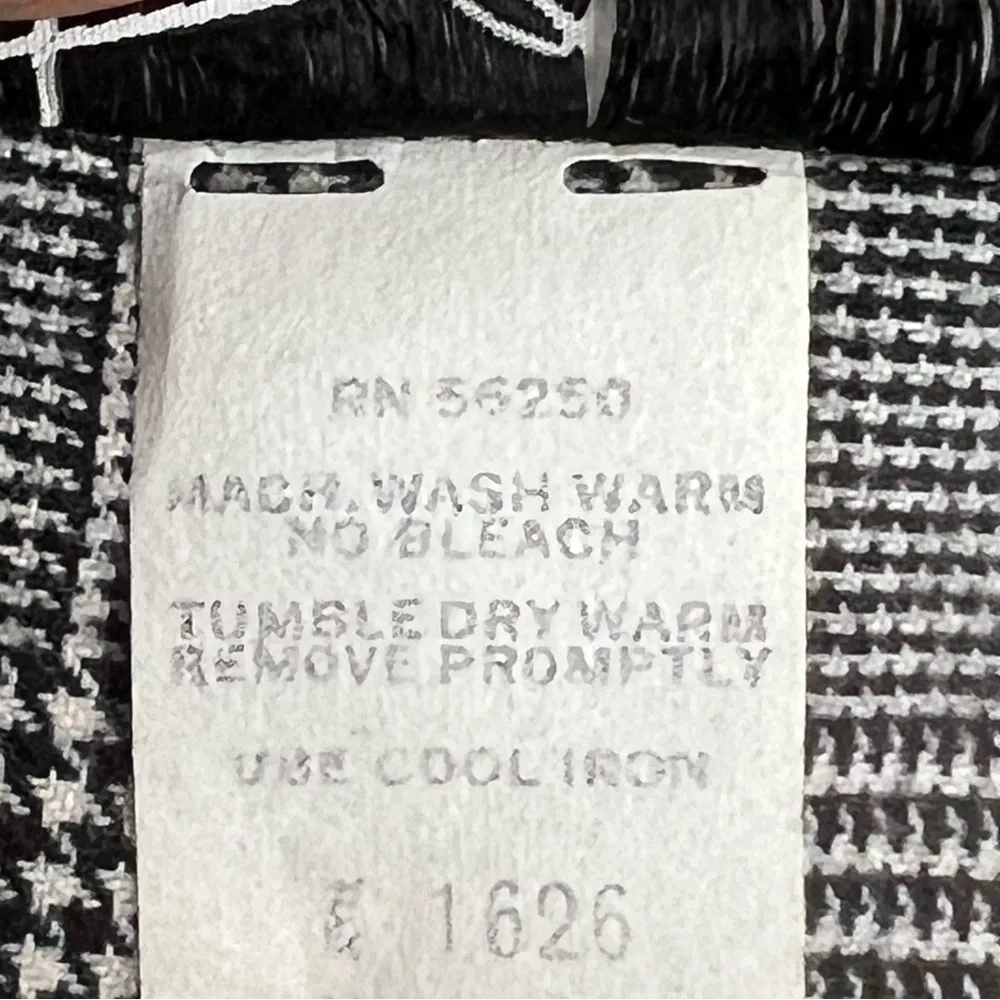 RN 56250
MACH. WASH WARM
NO BLEACH
TUMBLE DRY WARM
REMOVE PROMPTLY
USE COOL IRON
1626